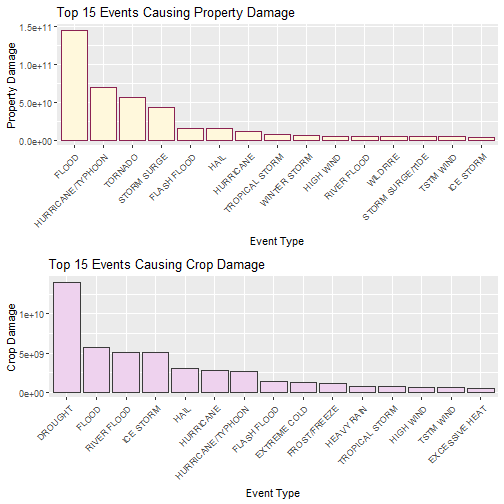 Top 15 Events Causing Property Damage
Property Damage
1.5e+11
1.0e+11
5.0e+10
0.0e+00
FLOOD
HURRICANE/TYPHOON
TORNADO
STORM SURGE
FLASH FLOOD
HAIL
HURRICANE
TROPICAL STORM
WINTER STORM
HIGH WIND
RIVER FLOOD
WILDFIRE
STORM SURGE/TIDE
TSTM WIND
ICE STORM
Event Type
Top 15 Events Causing Crop Damage
Crop Damage
1e+10
5e+09
0e+00
DROUGHT
FLOOD
RIVER FLOOD
ICE STORM
HAIL
HURRICANE
HURRICANE/TYPHOON
FLASH FLOOD
EXTREME COLD
FROST/FREEZE
HEAVY RAIN
TROPICAL STORM
HIGH WIND
TSTM WIND
EXCESSIVE HEAT
Event Type